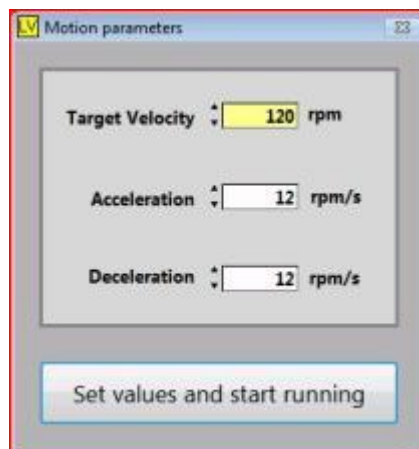 LV Motion parameters
Target Velocity 120 rpm
Acceleration 12 rpm/s
Deceleration 12 rpm/s
Set values and start running